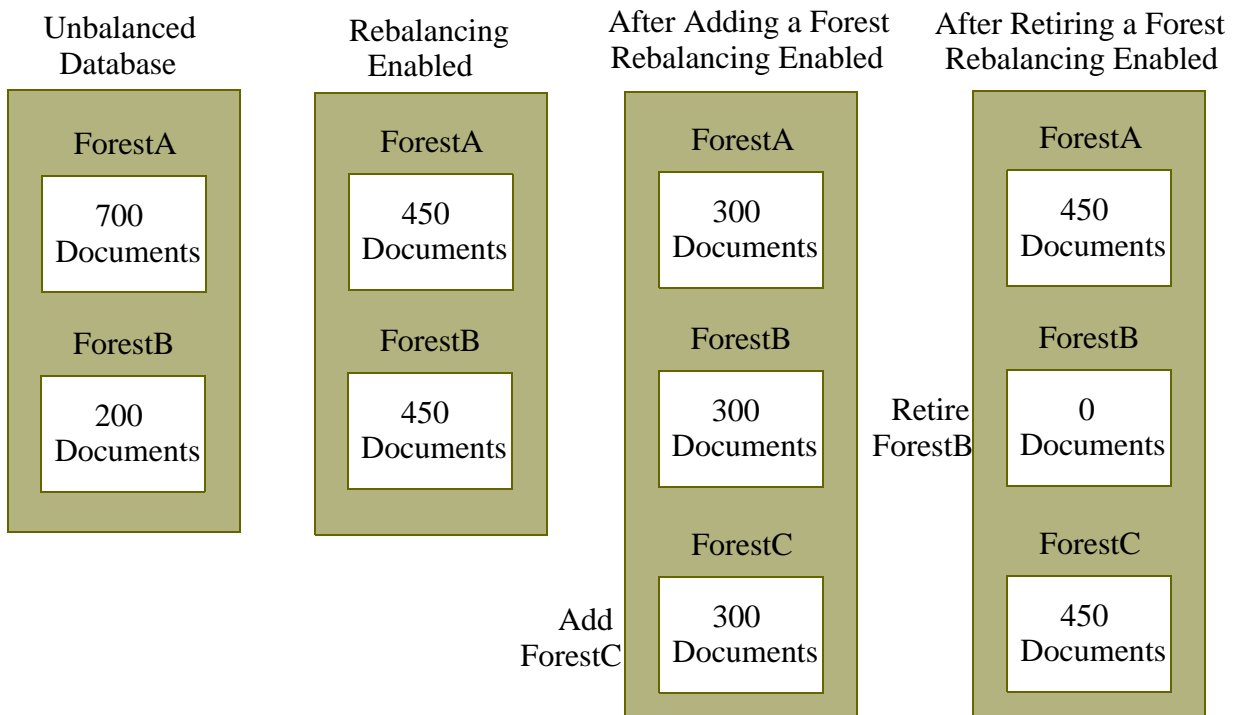 Unbalanced
Database
ForestA
700
Documents
ForestB
200
Documents
Rebalancing
Enabled
ForestA
450
Documents
ForestB
450
Documents
After Adding a Forest
Rebalancing Enabled
ForestA
300
Documents
ForestB
300
Documents
Add
ForestC
ForestC
300
Documents
After Retiring a Forest
Rebalancing Enabled
ForestA
450
Documents
Retire
ForestB
ForestB
0
Documents
ForestC
450
Documents